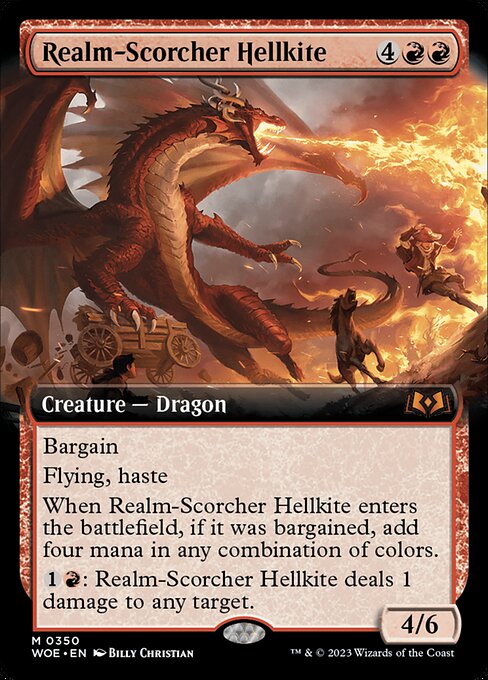 Realm-Scorcher Hellkite 4
Creature — Dragon
Bargain
Flying, haste
When Realm-Scorcher Hellkite enters
the battlefield, if it was bargained, add
four mana in any combination of colors.
1 : Realm-Scorcher Hellkite deals 1
damage to any target.
4/6
M 0350
WOE • EN Billy Christian
™ & © 2023 Wizards of the Coast